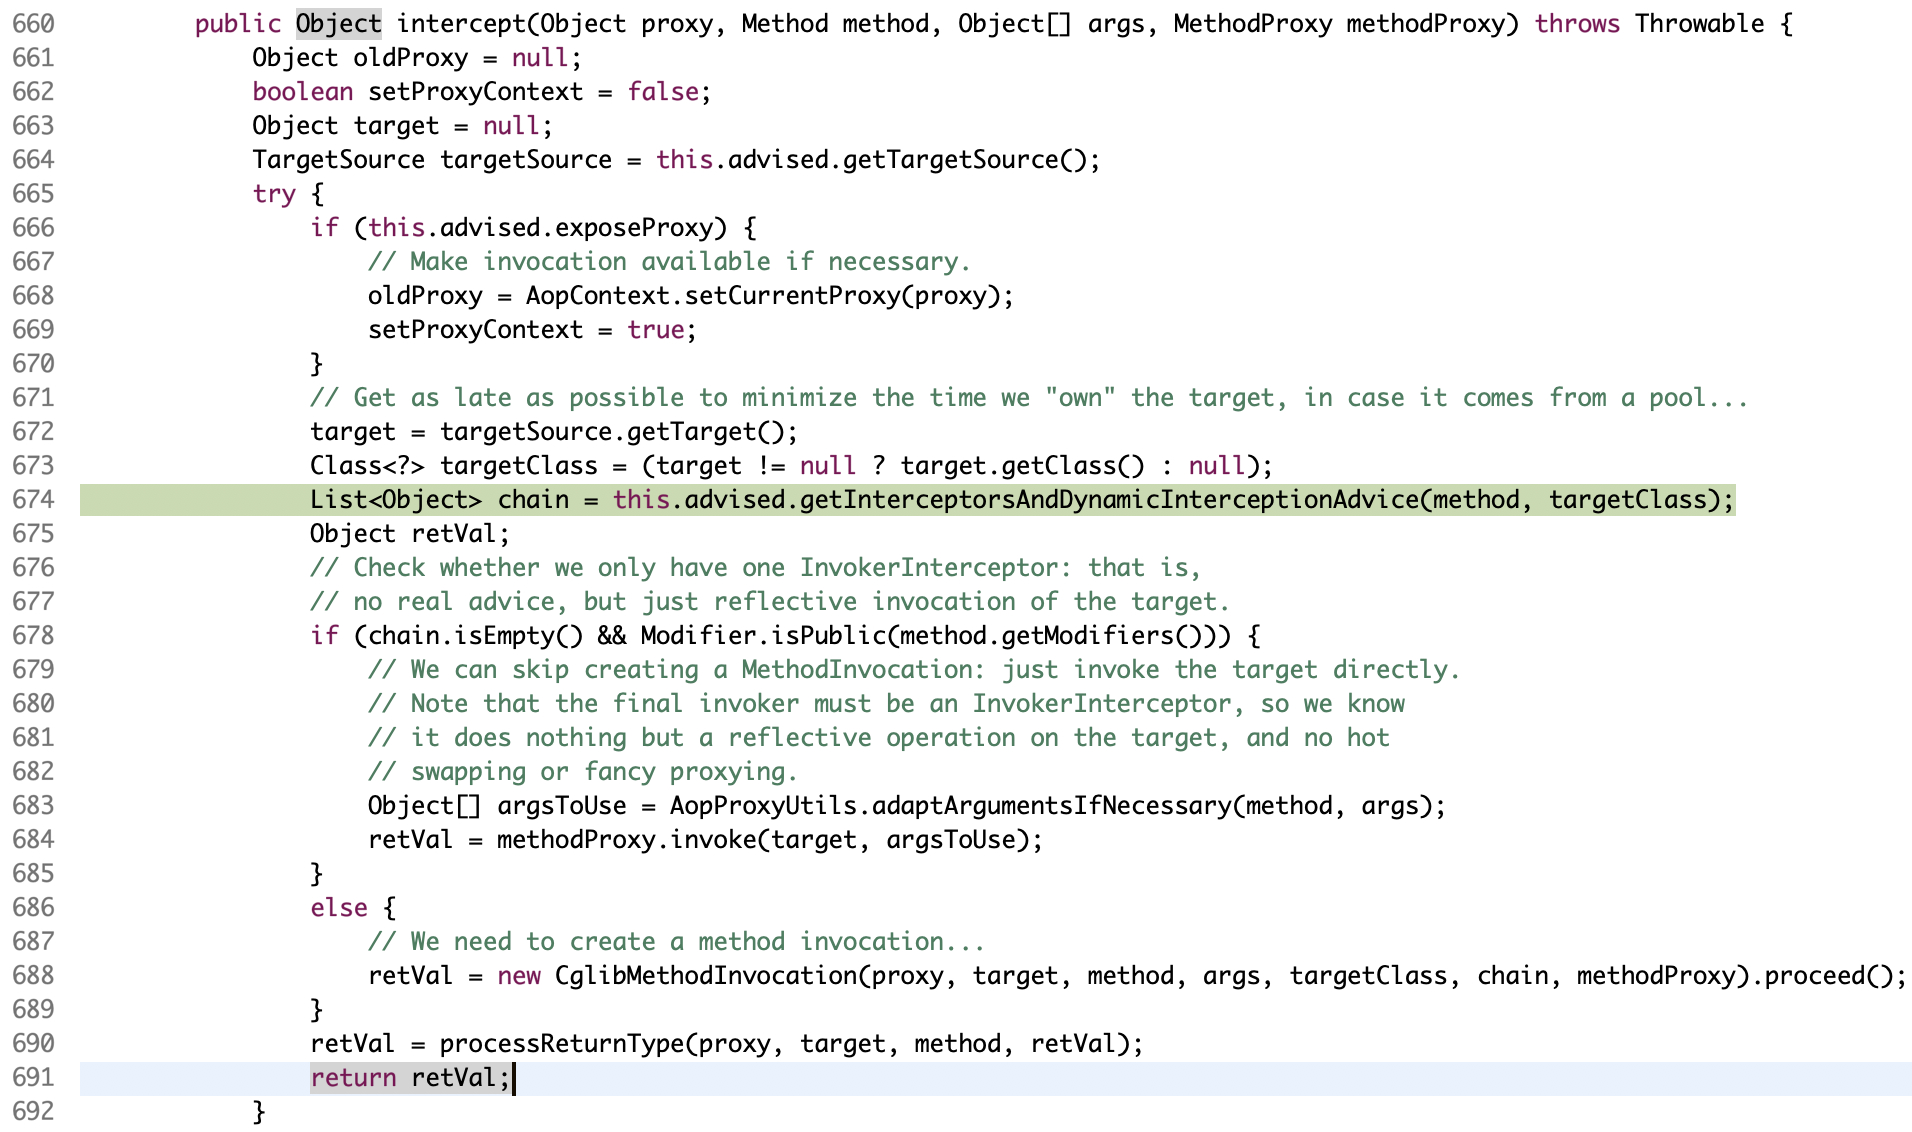 660 public Object intercept(Object proxy, Method method, Object[] args, MethodProxy methodProxy) throws Throwable {
661 Object oldProxy = null;
662 boolean setProxyContext = false;
663 Object target = null;
664 TargetSource targetSource = this.advised.getTargetSource();
665 try {
666 if (this.advised.exposeProxy) {
667 // Make invocation available if necessary.
668 oldProxy = AopContext.setCurrentProxy(proxy);
669 setProxyContext = true;
670 }
671 // Get as late as possible to minimize the time we "own" the target, in case it comes from a pool...
672 target = targetSource.getTarget();
673 Class<?> targetClass = (target != null ? target.getClass() : null);
674 List<Object> chain = this.advised.getInterceptorsAndDynamicInterceptionAdvice(method, targetClass);
675 Object retVal;
676 // Check whether we only have one InvokerInterceptor: that is,
677 // no real advice, but just reflective invocation of the target.
678 if (chain.isEmpty() && Modifier.isPublic(method.getModifiers())) {
679 // We can skip creating a MethodInvocation: just invoke the target directly.
680 // Note that the final invoker must be an InvokerInterceptor, so we know
681 // it does nothing but a reflective operation on the target, and no hot
682 // swapping or fancy proxying.
683 Object[] argsToUse = AopProxyUtils.adaptArgumentsIfNecessary(method, args);
684 retVal = methodProxy.invoke(target, argsToUse);
685 }
686 else {
687 // We need to create a method invocation...
688 retVal = new CglibMethodInvocation(proxy, target, method, args, targetClass, chain, methodProxy).proceed();
689 }
690 retVal = processReturnType(proxy, target, method, retVal);
691 return retVal;
692 }